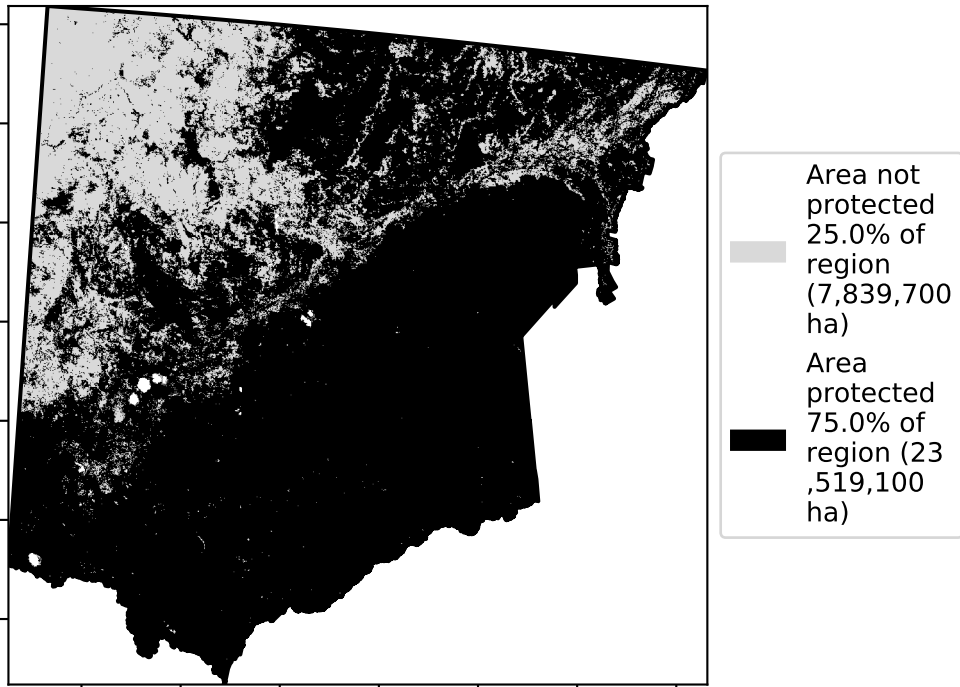 Area not
protected
25.0% of
region
(7,839,700
ha)
Area
protected
75.0% of
region (23
,519,100
ha)